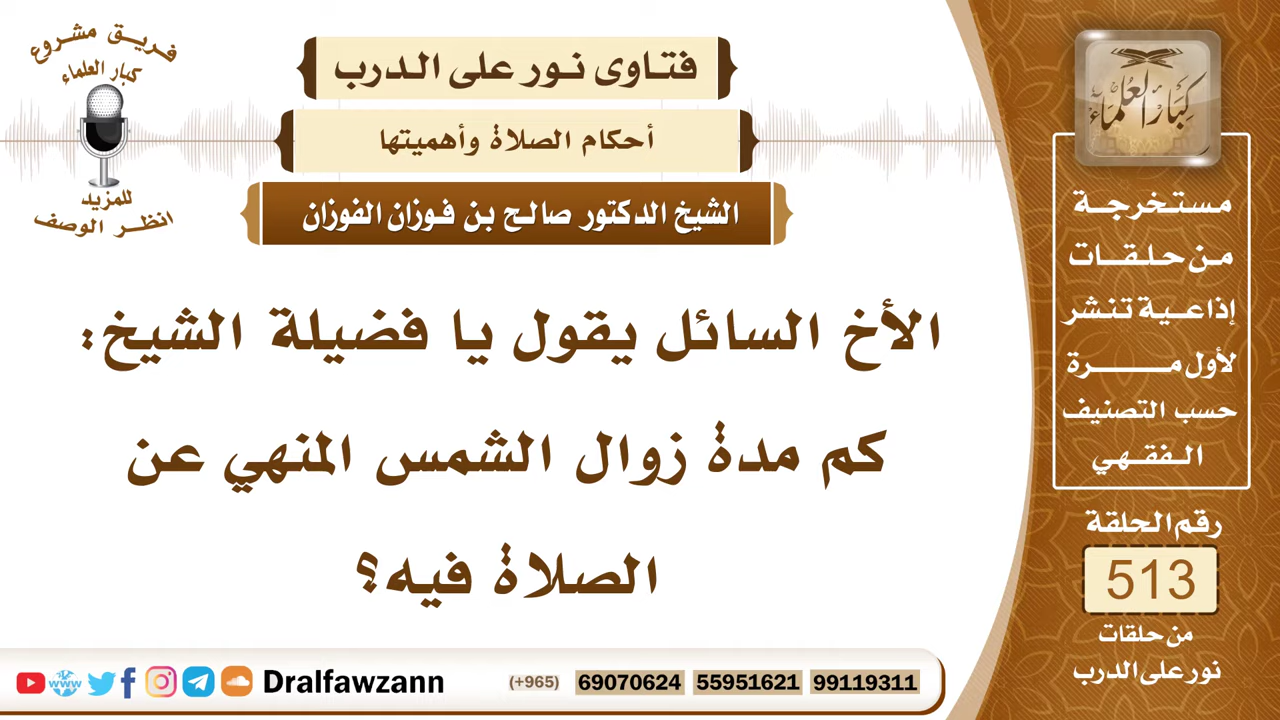 فريق مشروع
كبار العلماء
للمزيد
انظر الوصف
فتاوى نور على الدرب
أحكام الصلاة وأهميتها
الشيخ الدكتور صالح بن فوزان الفوزان
الأخ السائل يقول يا فضيلة الشيخ:
كم مدة زوال الشمس المنهي عن
الصلاة فيه؟
كبار العلماء
مستخرجة
من حلقات
إذاعية تنشر
لأول مرة
حسب التصنيف
الفقهي
رقم الحلقة
513
من حلقات
نور على الدرب
www Dralfawzann (+965) 69070624 55951621 99119311